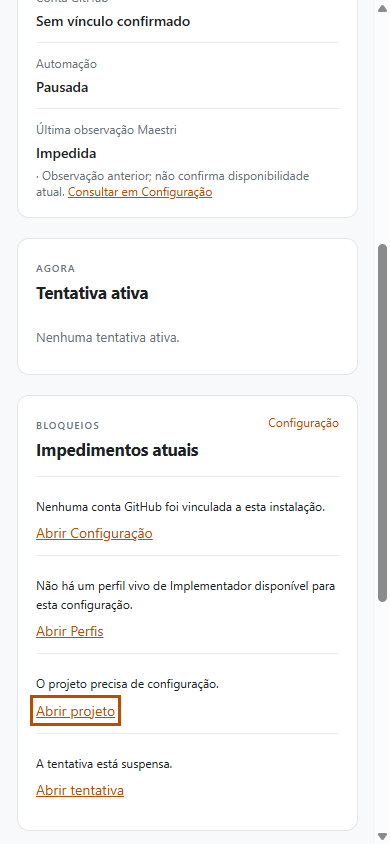 Conta GitHub
Sem vínculo confirmado
Automação
Pausada
Última observação Maestri
Impedida
· Observação anterior; não confirma disponibilidade
atual. Consultar em Configuração
AGORA
Tentativa ativa
Nenhuma tentativa ativa.
BLOQUEIOS
Configuração
Impedimentos atuais
Nenhuma conta GitHub foi vinculada a esta instalação.
Abrir Configuração
Não há um perfil vivo de Implementador disponível para
esta configuração.
Abrir Perfis
O projeto precisa de configuração.
Abrir projeto
A tentativa está suspensa.
Abrir tentativa